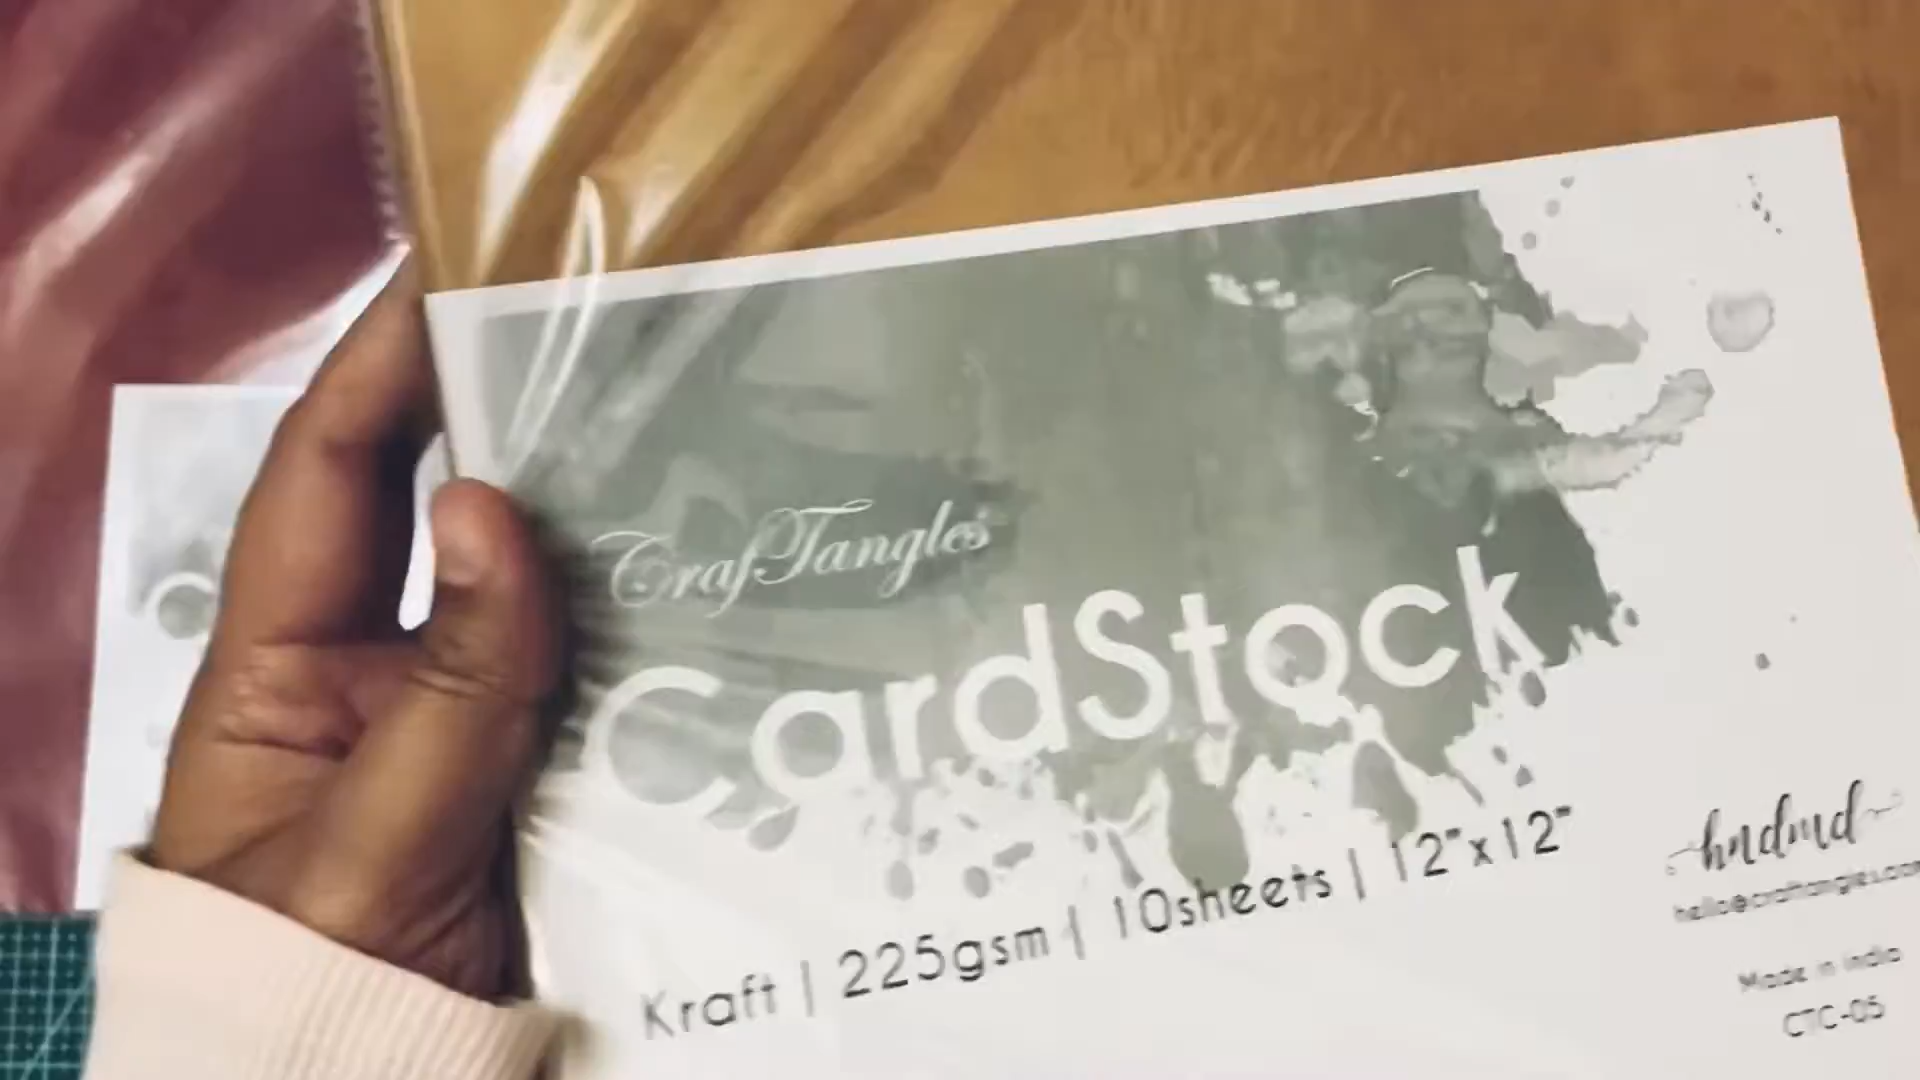 CrafTangles
CardStock
Kraft | 225gsm | 10sheets | 12"x12"
hndmd
hello@craftangles.com
Made in India
CTC-05
C